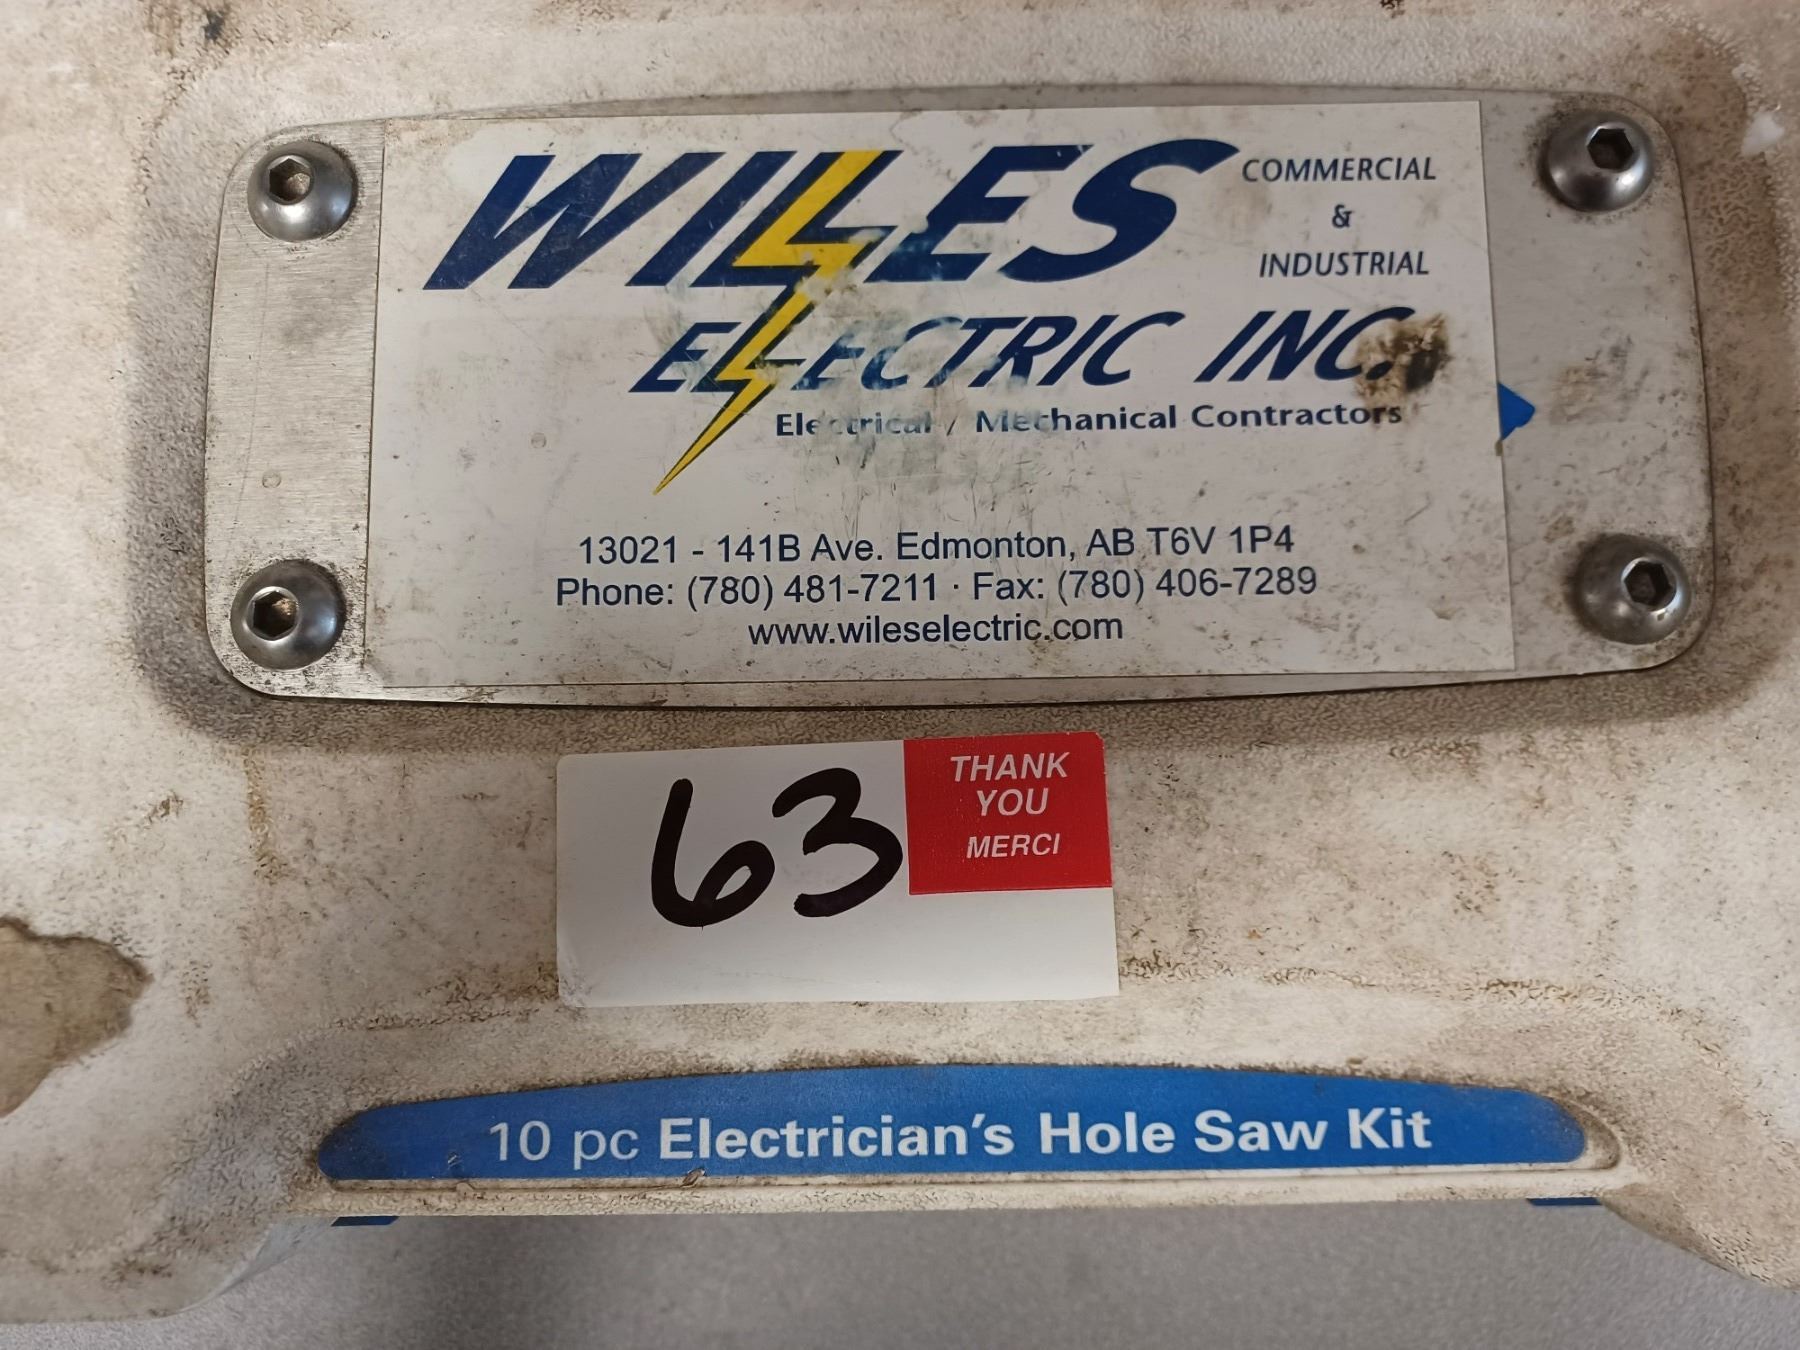 WILES
COMMERCIAL
&
INDUSTRIAL
ELECTRIC INC.
Electrical / Mechanical Contractors
13021 - 141B Ave. Edmonton, AB T6V 1P4
Phone: (780) 481-7211 · Fax: (780) 406-7289
www.wileselectric.com
63
THANK
YOU
MERCI
10 pc Electrician's Hole Saw Kit